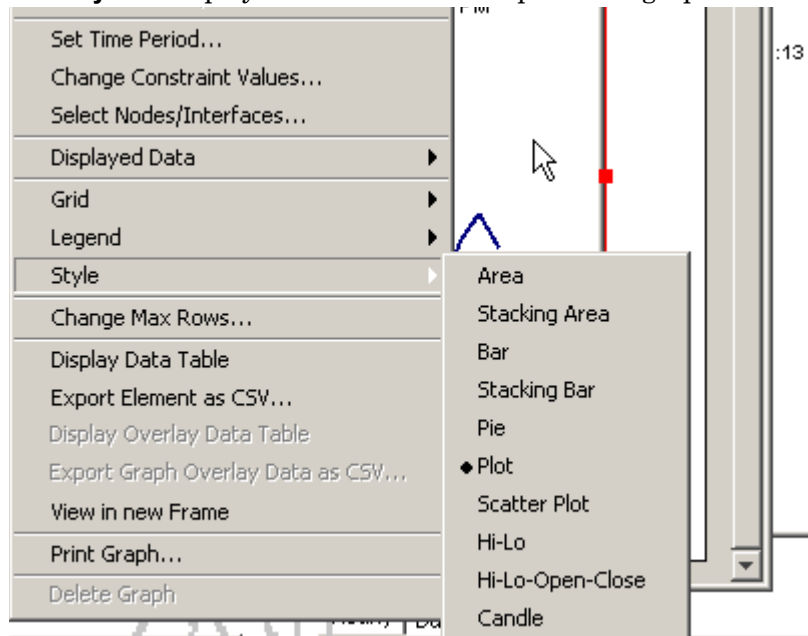 :13
Set Time Period...
Change Constraint Values...
Select Nodes/Interfaces...
Displayed Data
Grid
Legend
Style
Change Max Rows...
Display Data Table
Export Element as CSV...
Display Overlay Data Table
Export Graph Overlay Data as CSV...
View in new Frame
Print Graph...
Delete Graph
Area
Stacking Area
Bar
Stacking Bar
Pie
Plot
Scatter Plot
Hi-Lo
Hi-Lo-Open-Close
Candle